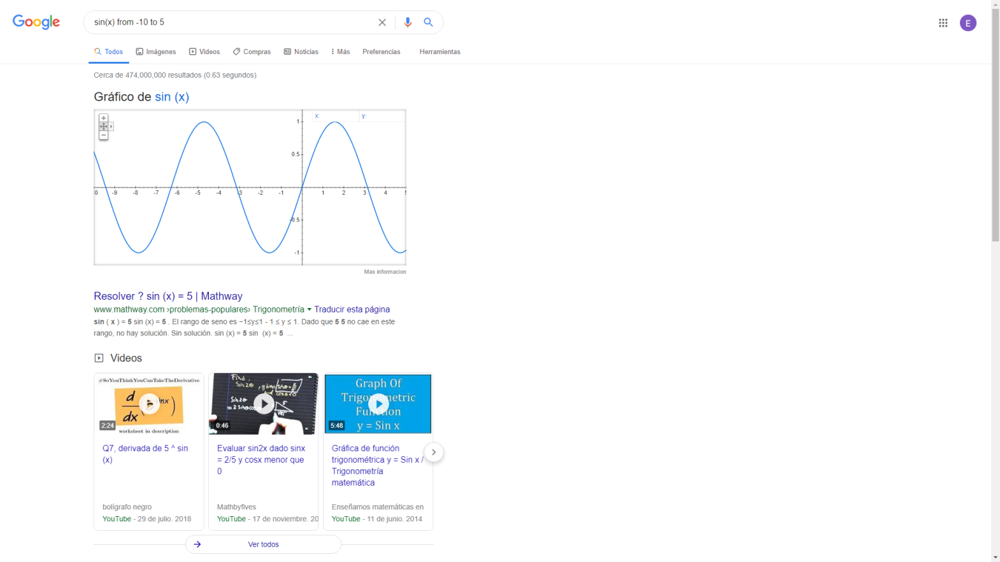 Google
sin(x) from -10 to 5
E
Todos Imágenes Videos Compras Noticias Más Preferencias Herramientas
Cerca de 474,000,000 resultados (0.63 segundos)
Gráfico de sin (x)
x: y:
1
0.5
0 -9 -8 -7 -6 -5 -4 -3 -2 -1 1 2 3 4 5
-0.5
-1
Mas informacion
Resolver ? sin (x) = 5 | Mathway
www.mathway.com ›problemas-populares› Trigonometría Traducir esta página
sin ( x ) = 5 sin (x) = 5 . El rango de seno es −1≤y≤1 - 1 ≤ y ≤ 1. Dado que 5 5 no cae en este
rango, no hay solución. Sin solución. sin (x) = 5 sin (x) = 5 ...
Videos
#SoYouThinkYouCanTakeTheDerivative
d
dx
2:24
worksheet in description
Q7, derivada de 5 ^ sin
(x)
bolígrafo negro
YouTube - 29 de julio. 2018
Find
Sin2θ
0:46
Evaluar sin2x dado sinx
= 2/5 y cosx menor que
0
Mathbyfives
YouTube - 17 de noviembre. 20
Graph Of
Trigonometric
Function
y = Sin x
5:48
Gráfica de función
trigonométrica y = Sin x /
Trigonometría
matemática
Enseñamos matemáticas en
YouTube - 11 de junio. 2014
Ver todos